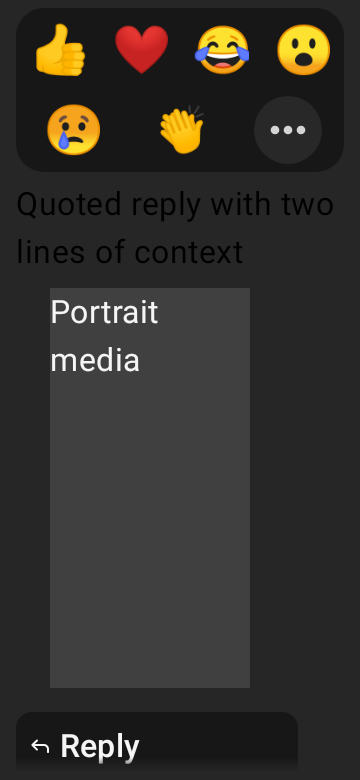 Quoted reply with two
lines of context
Portrait
media
Reply